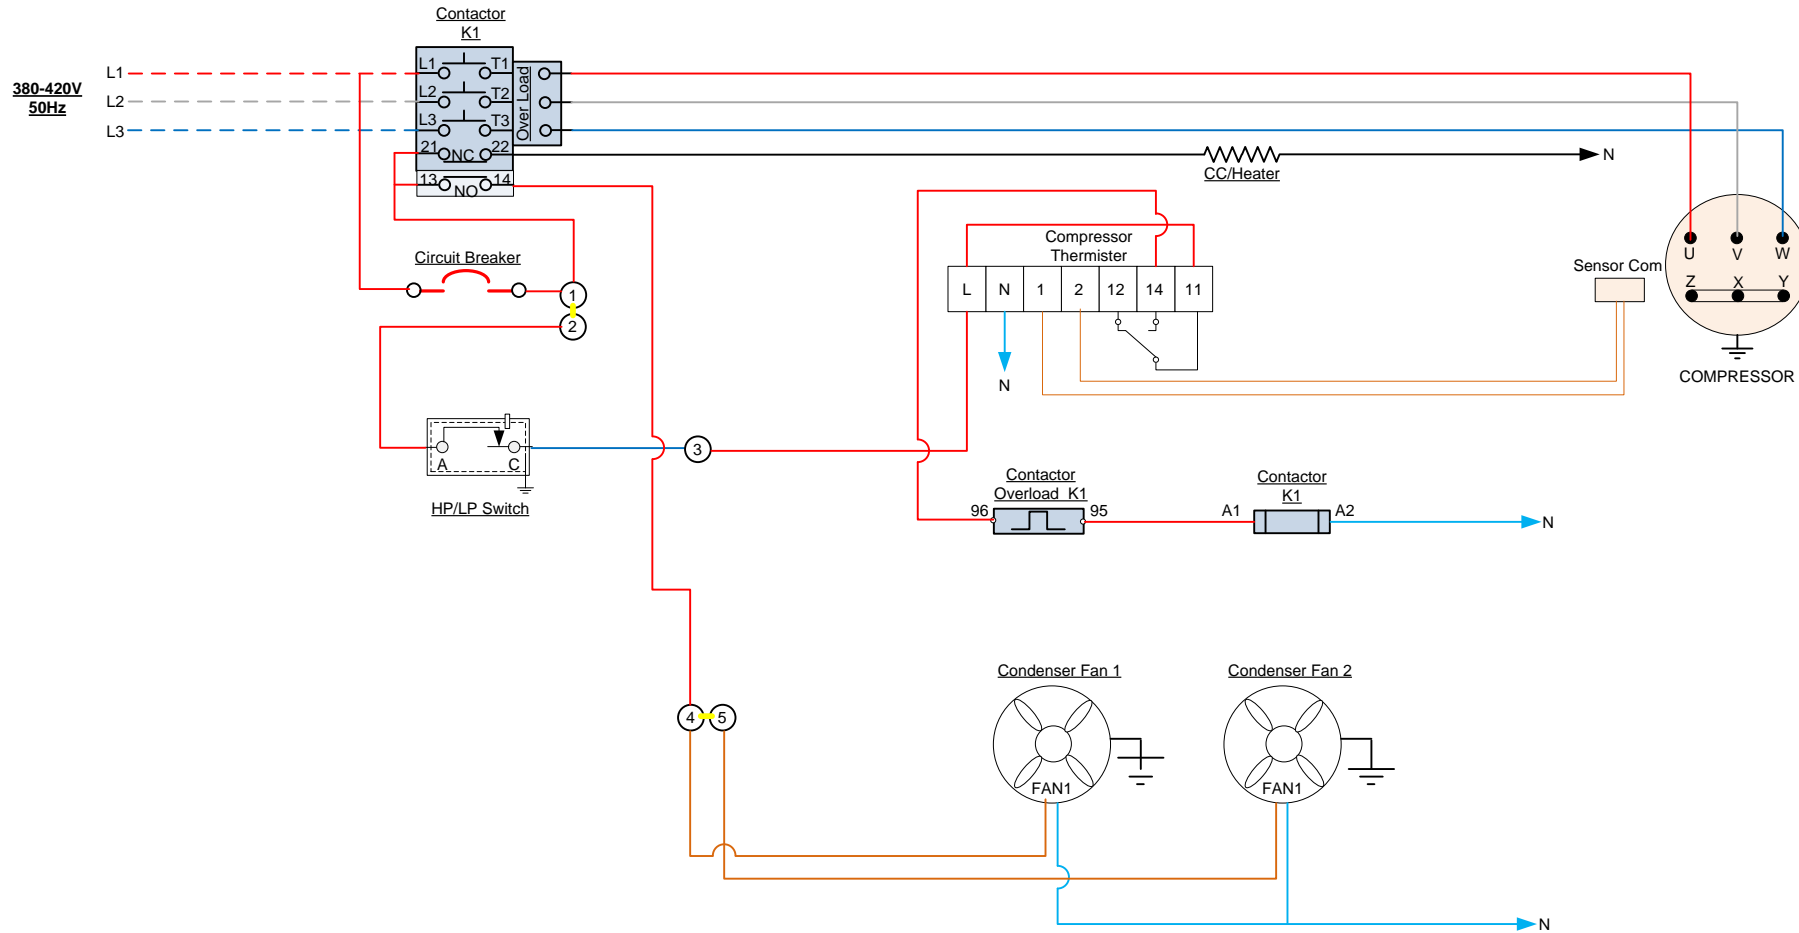 Contactor
K1
380-420V
50Hz
L1
L2
L3
L1
T1
L2
T2
L3
T3
Over Load
21
NC
22
13
NO
14
CC/Heater
N
Circuit Breaker
1
2
Compressor
Thermister
L
N
1
2
12
14
11
N
Sensor Com
U
V
W
Z
X
Y
COMPRESSOR
A
C
HP/LP Switch
3
Contactor
Overload K1
96
95
Contactor
K1
A1
A2
N
4
5
Condenser Fan 1
FAN1
Condenser Fan 2
FAN1
N